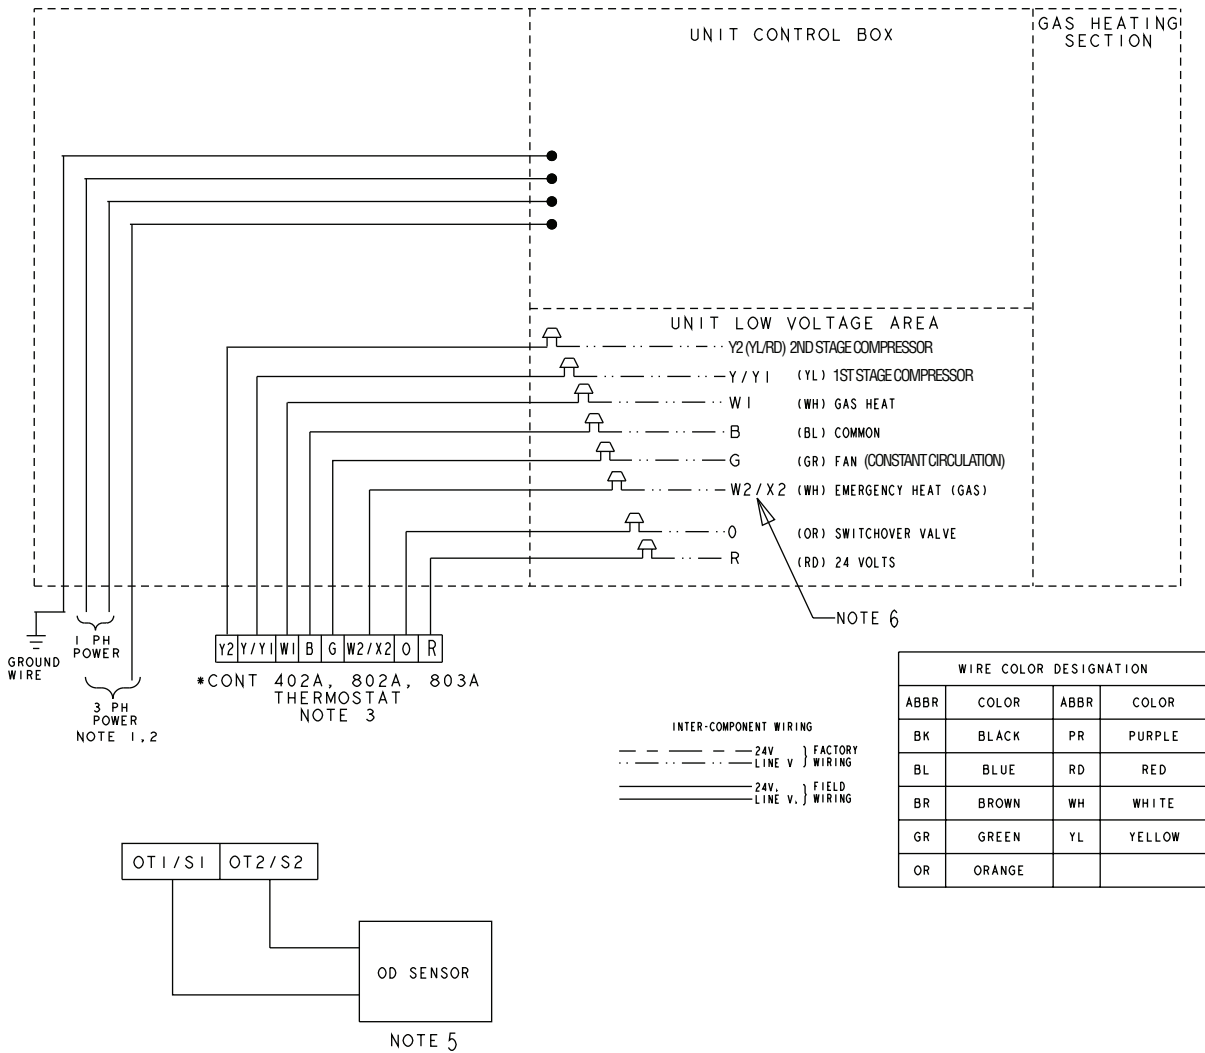 UNIT CONTROL BOX
GAS HEATING
SECTION
UNIT LOW VOLTAGE AREA
Y2 (YL/RD) 2ND STAGE COMPRESSOR
Y/Y1 (YL) 1ST STAGE COMPRESSOR
W1 (WH) GAS HEAT
B (BL) COMMON
G (GR) FAN (CONSTANT CIRCULATION)
W2/X2 (WH) EMERGENCY HEAT (GAS)
O (OR) SWITCHOVER VALVE
R (RD) 24 VOLTS
NOTE 6
GROUND
WIRE
1 PH
POWER
3 PH
POWER
NOTE 1,2
Y2 Y/Y1 W1 B G W2/X2 O R
*CONT 402A, 802A, 803A
THERMOSTAT
NOTE 3
INTER-COMPONENT WIRING
24V } FACTORY
LINE V } WIRING
24V. } FIELD
LINE V. } WIRING
WIRE COLOR DESIGNATION
ABBR COLOR ABBR COLOR
BK BLACK PR PURPLE
BL BLUE RD RED
BR BROWN WH WHITE
GR GREEN YL YELLOW
OR ORANGE
OT1/S1 OT2/S2
OD SENSOR
NOTE 5